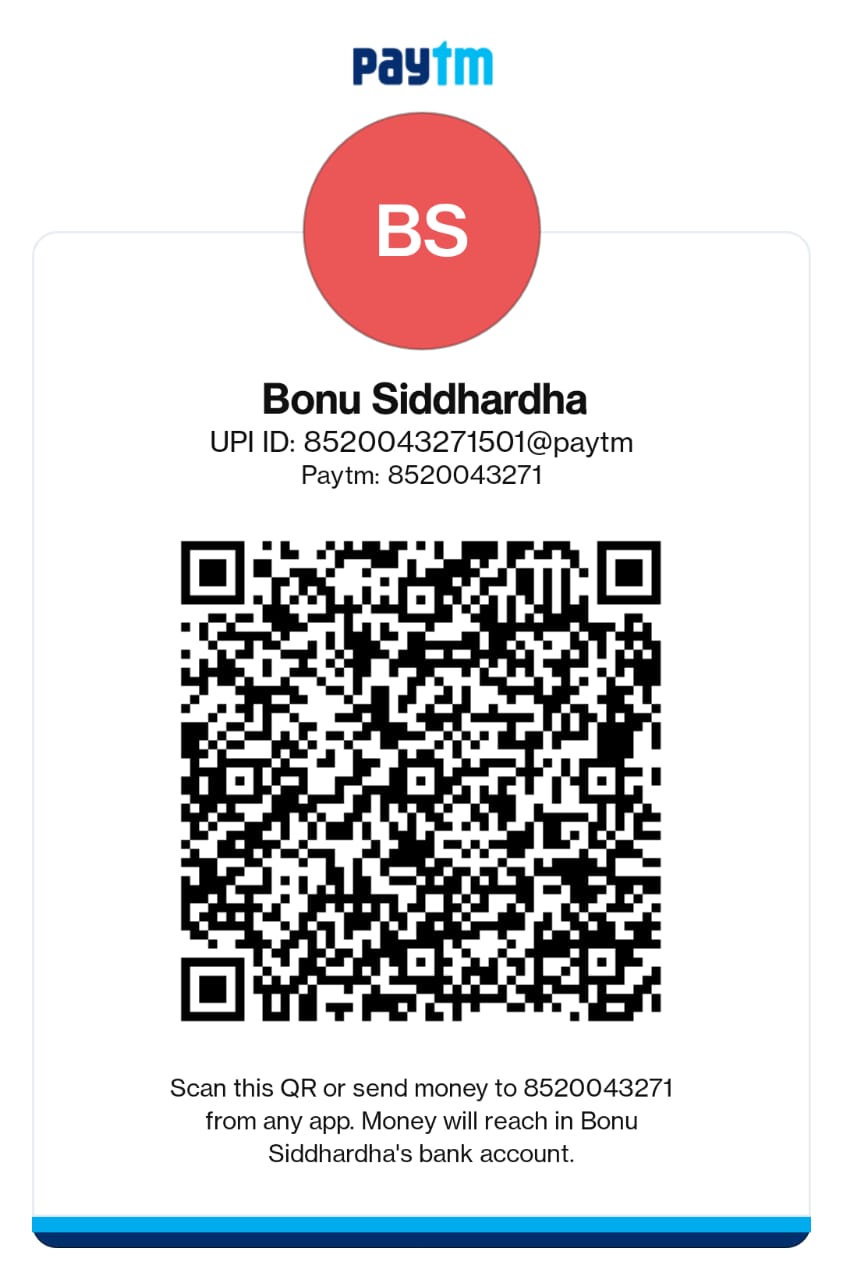 paytm
BS
Bonu Siddhardha
UPI ID: 8520043271501@paytm
Paytm: 8520043271
Scan this QR or send money to 8520043271
from any app. Money will reach in Bonu
Siddhardha's bank account.